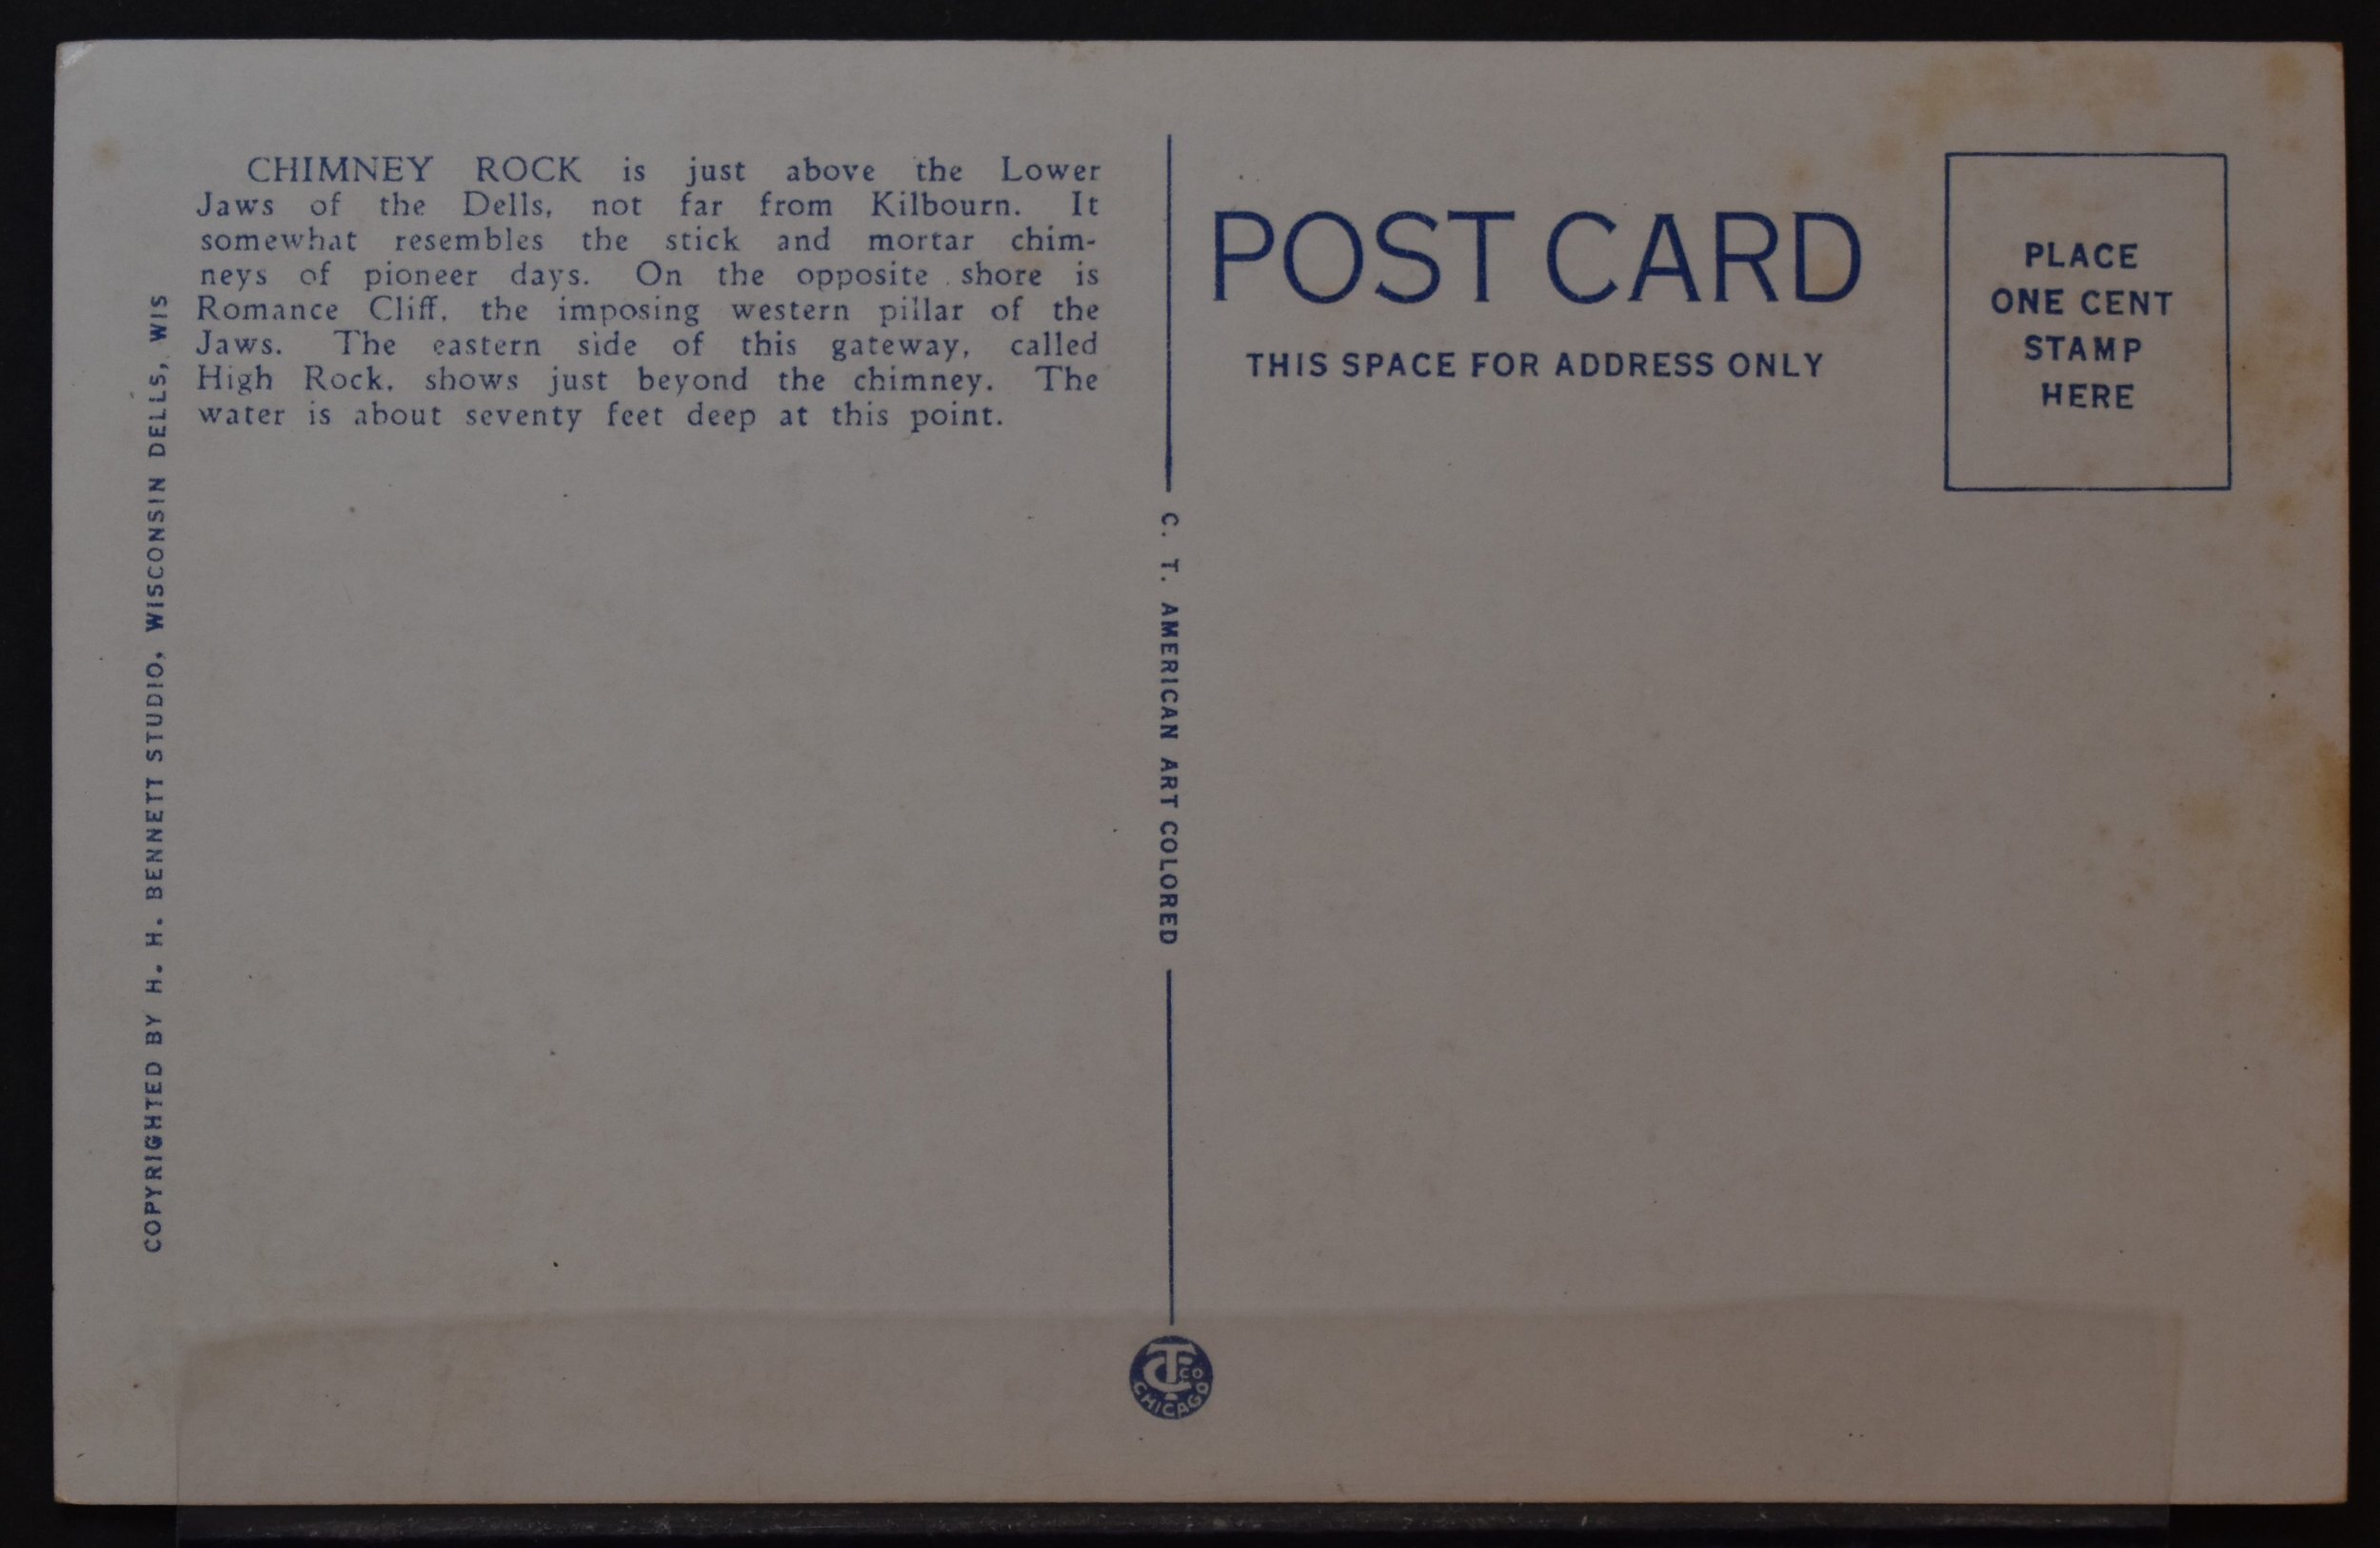 CHIMNEY ROCK is just above the Lower
Jaws of the Dells, not far from Kilbourn. It
somewhat resembles the stick and mortar chim-
neys of pioneer days. On the opposite shore is
Romance Cliff, the imposing western pillar of the
Jaws. The eastern side of this gateway, called
High Rock, shows just beyond the chimney. The
water is about seventy feet deep at this point.
COPYRIGHTED BY H. H. BENNETT STUDIO, WISCONSIN DELLS, WIS
C. T. AMERICAN ART COLORED
CT CO
CHICAGO
POST CARD
THIS SPACE FOR ADDRESS ONLY
PLACE
ONE CENT
STAMP
HERE